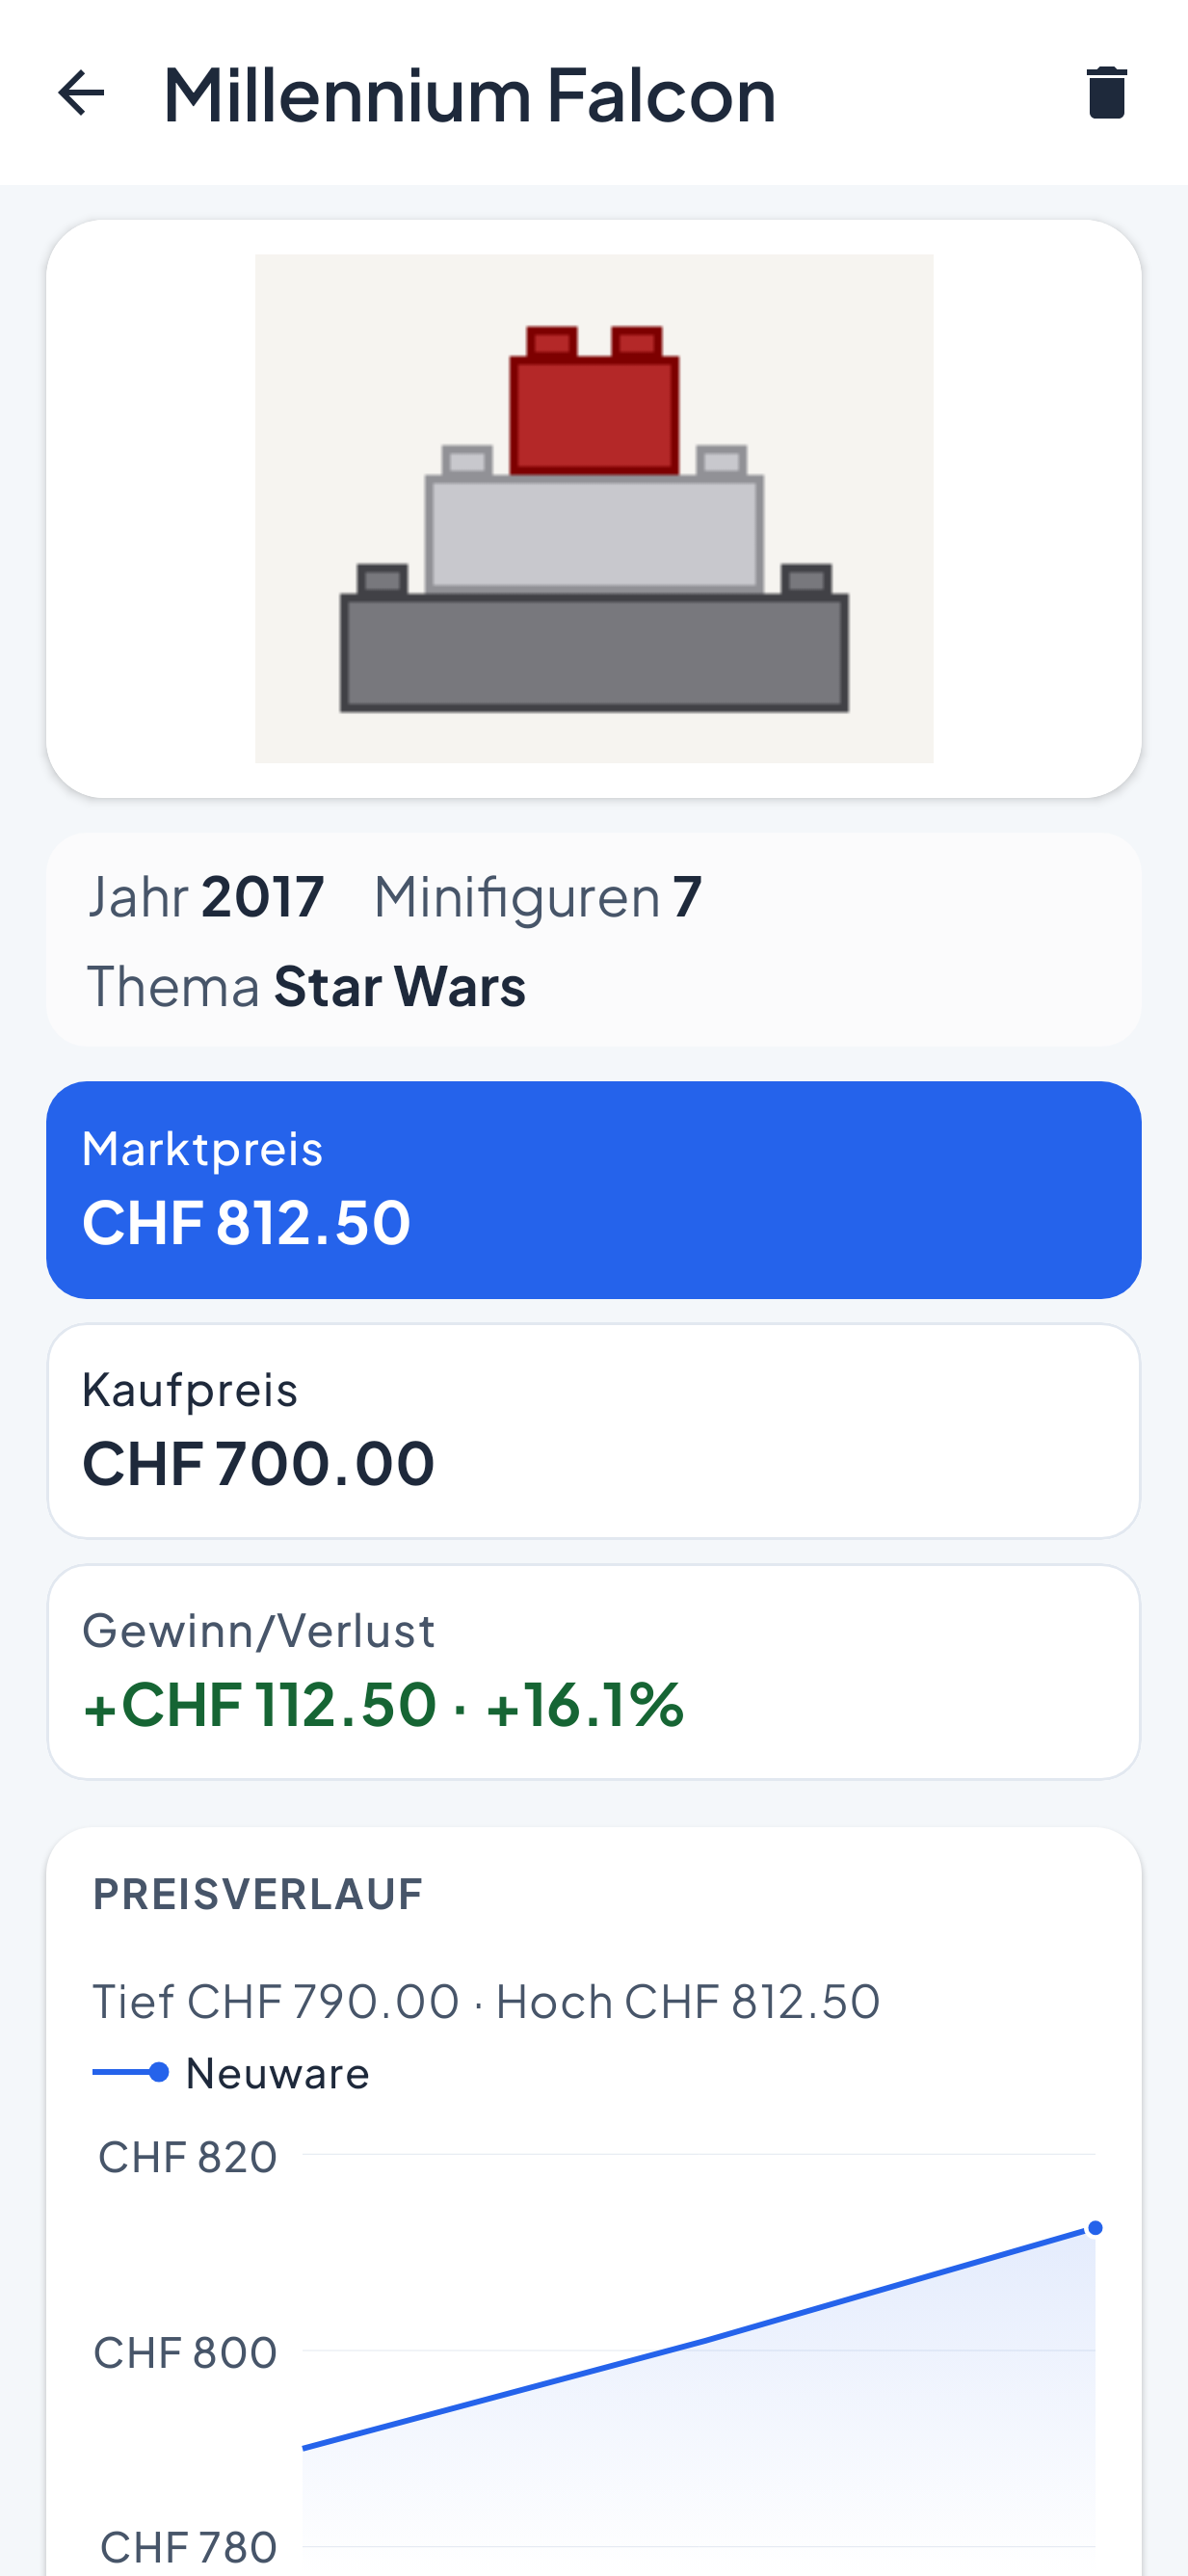 Millennium Falcon
Jahr 2017 Minifiguren 7
Thema Star Wars
Marktpreis
CHF 812.50
Kaufpreis
CHF 700.00
Gewinn/Verlust
+CHF 112.50 · +16.1%
PREISVERLAUF
Tief CHF 790.00 · Hoch CHF 812.50
Neuware
CHF 820
CHF 800
CHF 780